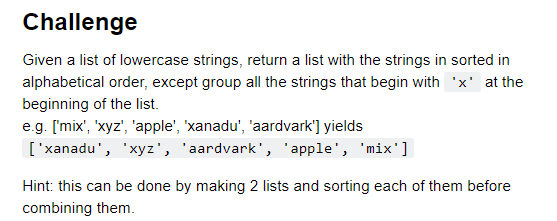 Challenge
Given a list of lowercase strings, return a list with the strings in sorted in
alphabetical order, except group all the strings that begin with 'x' at the
beginning of the list.
e.g. ['mix', 'xyz', 'apple', 'xanadu', 'aardvark'] yields
['xanadu', 'xyz', 'aardvark', 'apple', 'mix']
Hint: this can be done by making 2 lists and sorting each of them before
combining them.